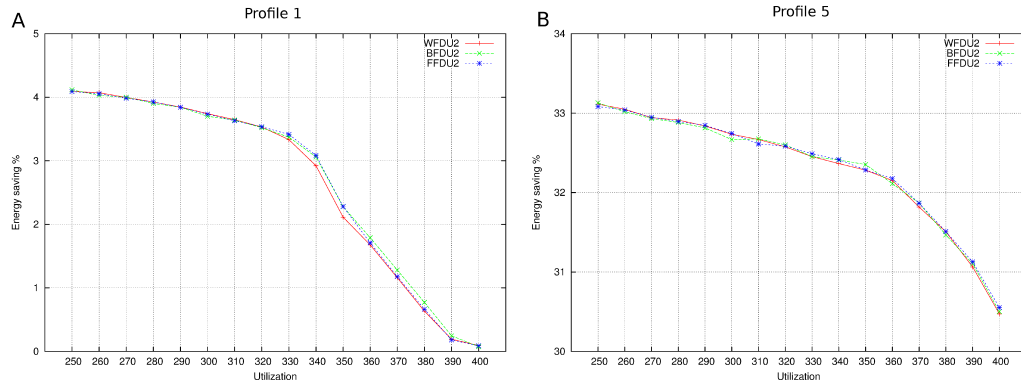 A
Profile 1
5
4
3
2
1
0
Energy saving %
WFDU2
BFDU2
FFDU2
250 260 270 280 290 300 310 320 330 340 350 360 370 380 390 400
Utilization
B
Profile 5
34
33
32
31
30
Energy saving %
WFDU2
BFDU2
FFDU2
250 260 270 280 290 300 310 320 330 340 350 360 370 380 390 400
Utilization